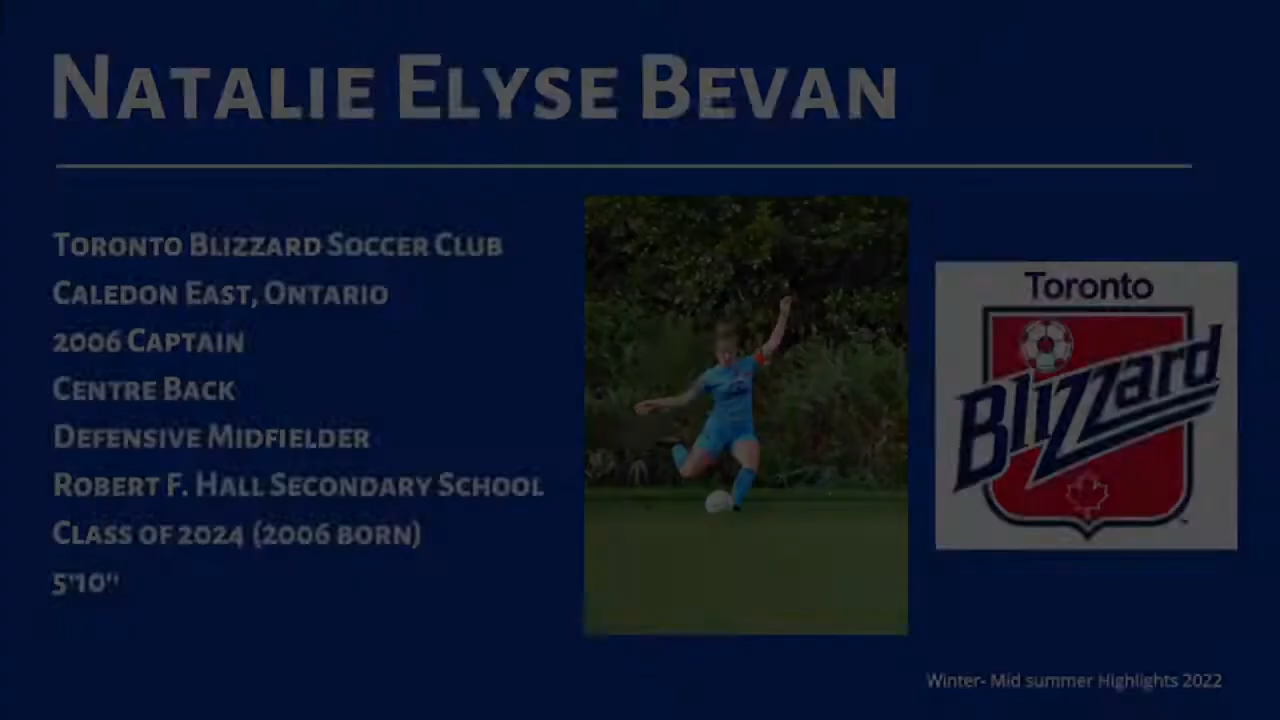 Natalie Elyse Bevan
Toronto Blizzard Soccer Club
Caledon East, Ontario
2006 Captain
Centre Back
Defensive Midfielder
Robert F. Hall Secondary School
Class of 2024 (2006 born)
5'10"
Toronto
Blizzard
Winter- Mid summer Highlights 2022